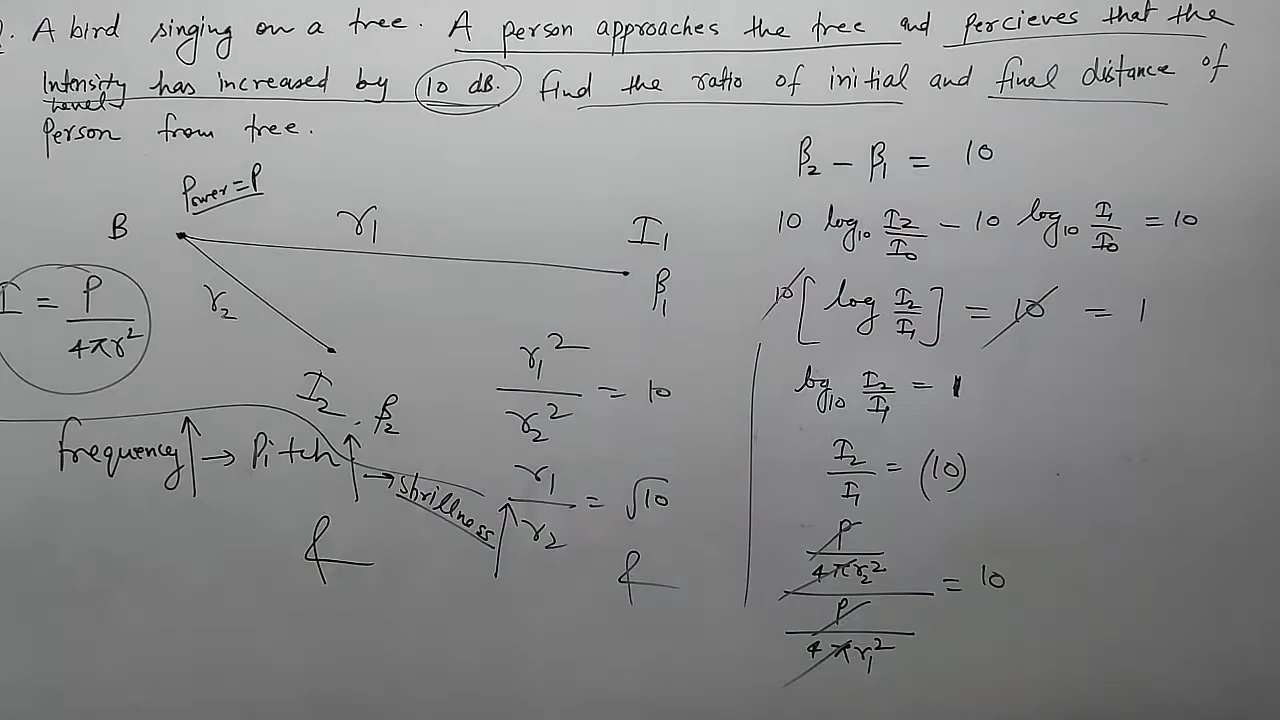 . A bird singing on a tree. A person approaches the tree and percieves that the
Intensity has increased by 10 dB. find the ratio of initial and final distance of
level
Person from tree.
Power = P
B
r₁
I₁
β₁
r₂
I = P / 4πr²
I₂
β₂
frequency ↑ → Pitch ↑ → Shrillness ↑
r₁² / r₂² = 10
r₁ / r₂ = √10
β₂ - β₁ = 10
10 log₁₀ I₂/I₀ - 10 log₁₀ I₁/I₀ = 10
10 [ log I₂/I₁ ] = 10 = 1
log₁₀ I₂/I₁ = 1
I₂/I₁ = (10)
P / 4πr₂²
= 10
P / 4πr₁²